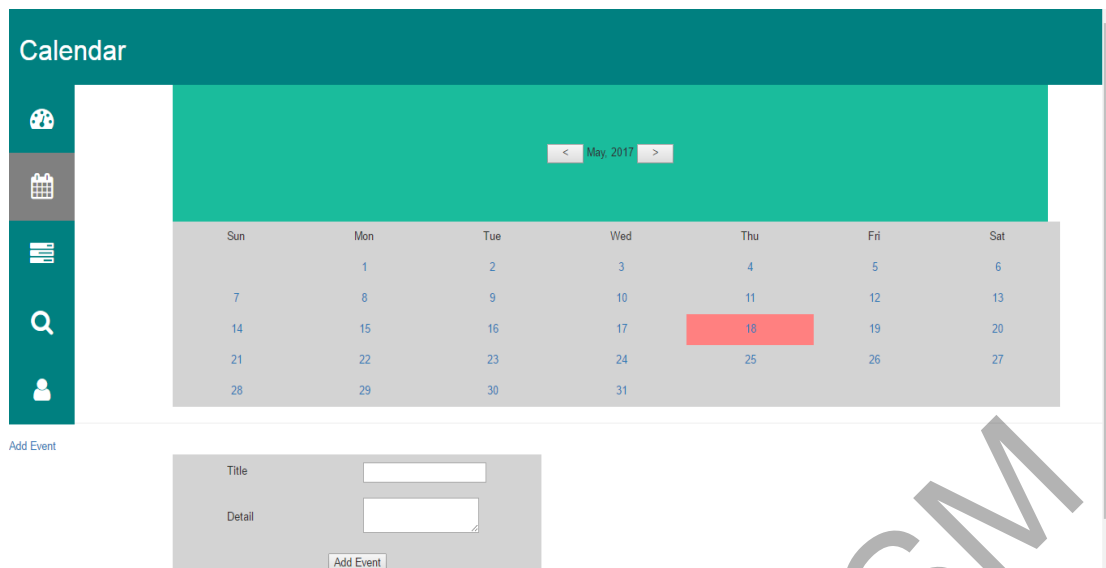 Calendar
< May, 2017 >
Sun Mon Tue Wed Thu Fri Sat
1 2 3 4 5 6
7 8 9 10 11 12 13
14 15 16 17 18 19 20
21 22 23 24 25 26 27
28 29 30 31
Add Event
Title
Detail
Add Event
SM